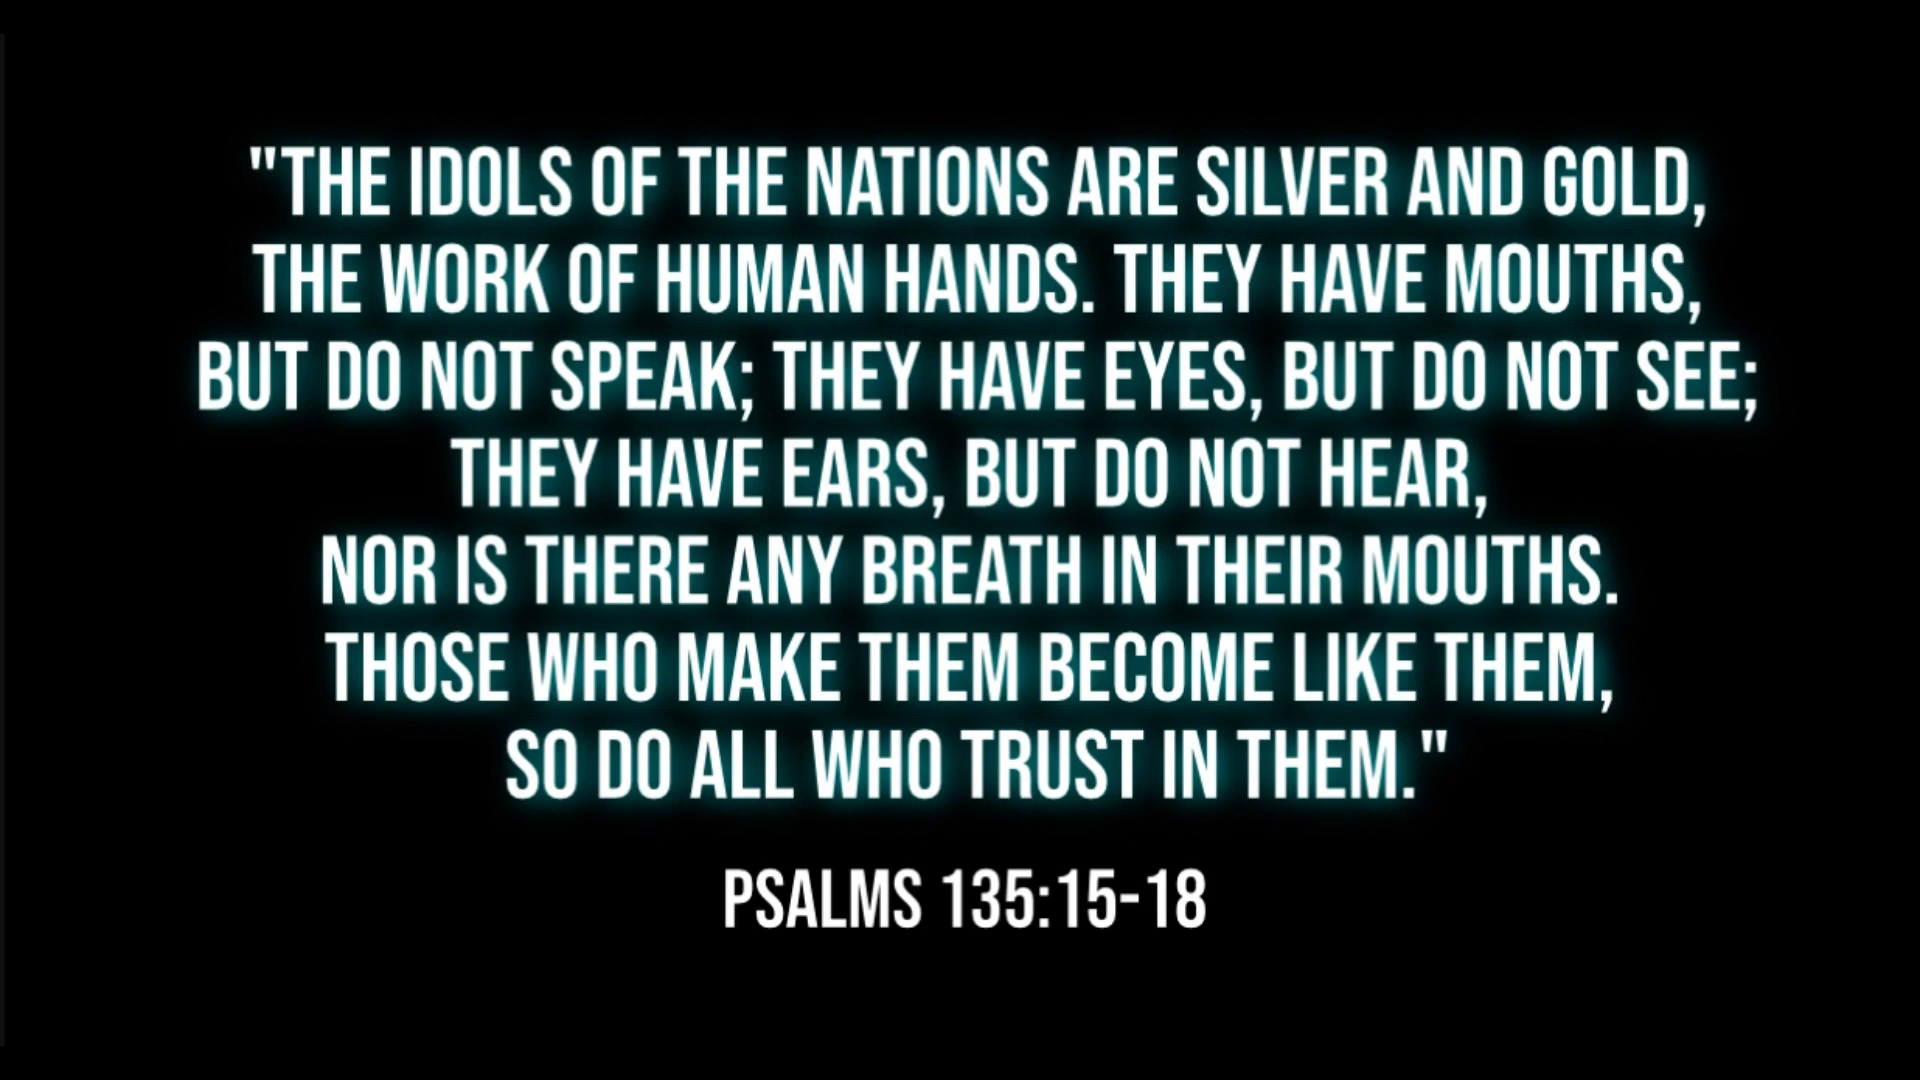 "THE IDOLS OF THE NATIONS ARE SILVER AND GOLD,
THE WORK OF HUMAN HANDS. THEY HAVE MOUTHS,
BUT DO NOT SPEAK; THEY HAVE EYES, BUT DO NOT SEE;
THEY HAVE EARS, BUT DO NOT HEAR,
NOR IS THERE ANY BREATH IN THEIR MOUTHS.
THOSE WHO MAKE THEM BECOME LIKE THEM,
SO DO ALL WHO TRUST IN THEM."
PSALMS 135:15-18